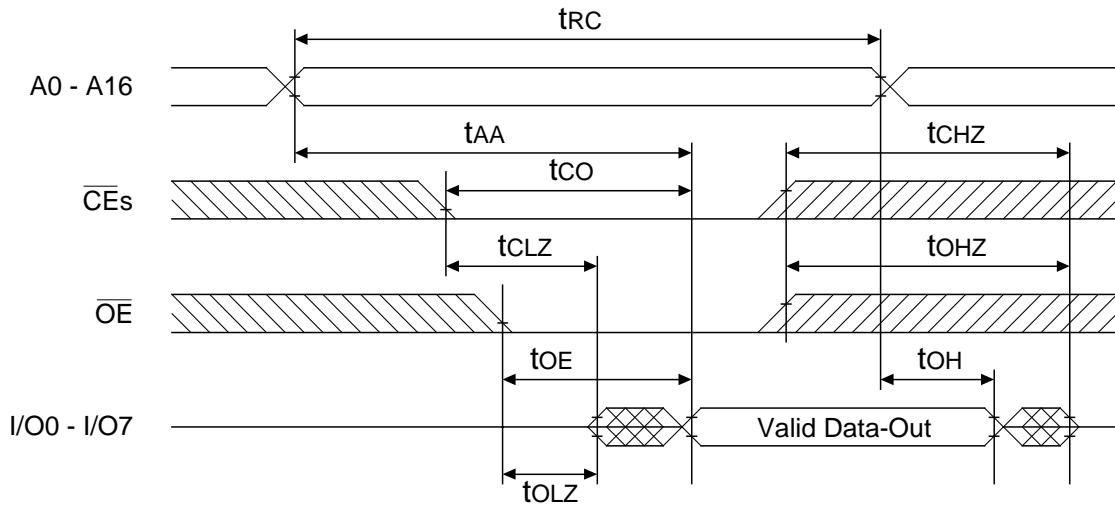 tRC
A0 - A16
tAA
tCHZ
tCO
CEs
tCLZ
tOHZ
OE
tOE
tOH
I/O0 - I/O7
Valid Data-Out
tOLZ